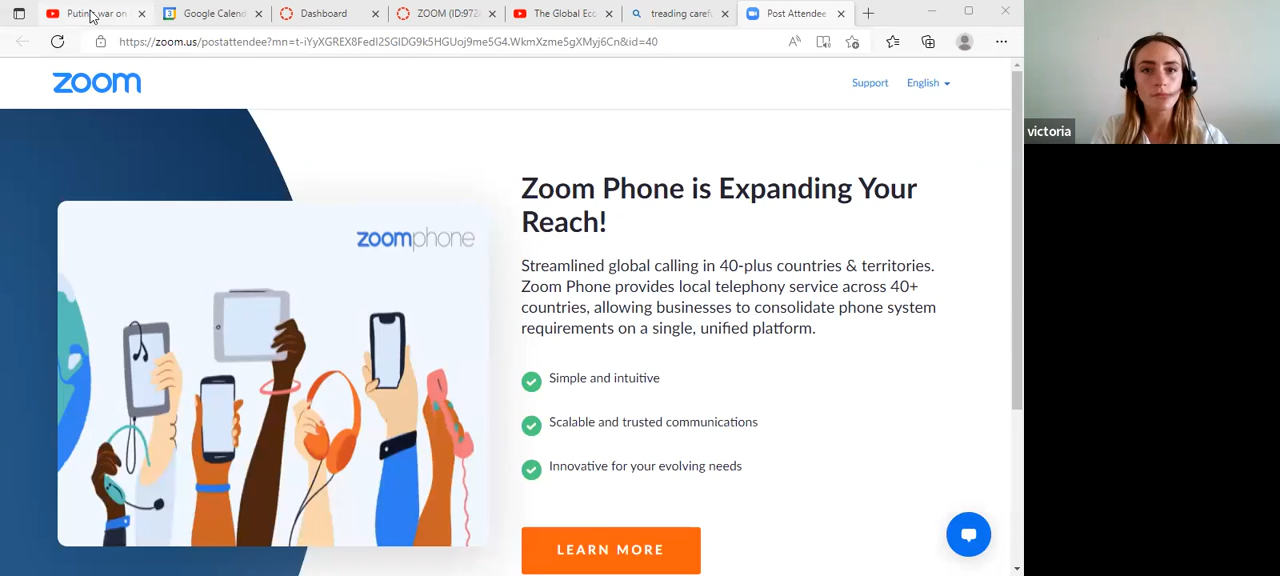 Putin's war on
Google Calend
Dashboard
ZOOM (ID:972
The Global Ec
treading caref
Post Attendee
https://zoom.us/postattendee?mn=t-iYyXGREX8FedI2SGIDG9k5HGUoj9me5G4.WkmXzme5gXMyj6Cn&id=40
zoom
Support
English
Zoom Phone is Expanding Your
Reach!
zoomphone
Streamlined global calling in 40-plus countries & territories.
Zoom Phone provides local telephony service across 40+
countries, allowing businesses to consolidate phone system
requirements on a single, unified platform.
Simple and intuitive
Scalable and trusted communications
Innovative for your evolving needs
LEARN MORE
victoria